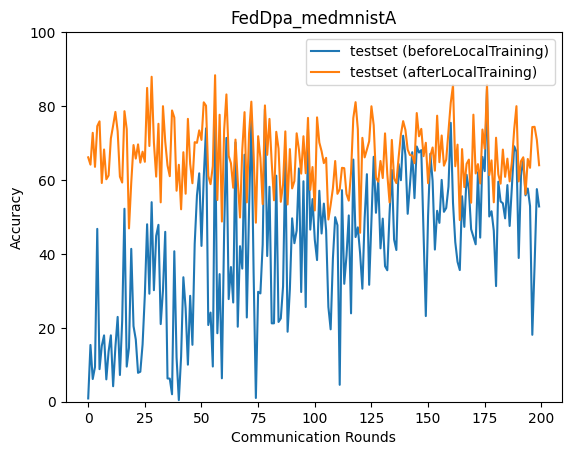 FedDpa_medmnistA
testset (beforeLocalTraining)
testset (afterLocalTraining)
Accuracy
100
80
60
40
20
0
0 25 50 75 100 125 150 175 200
Communication Rounds